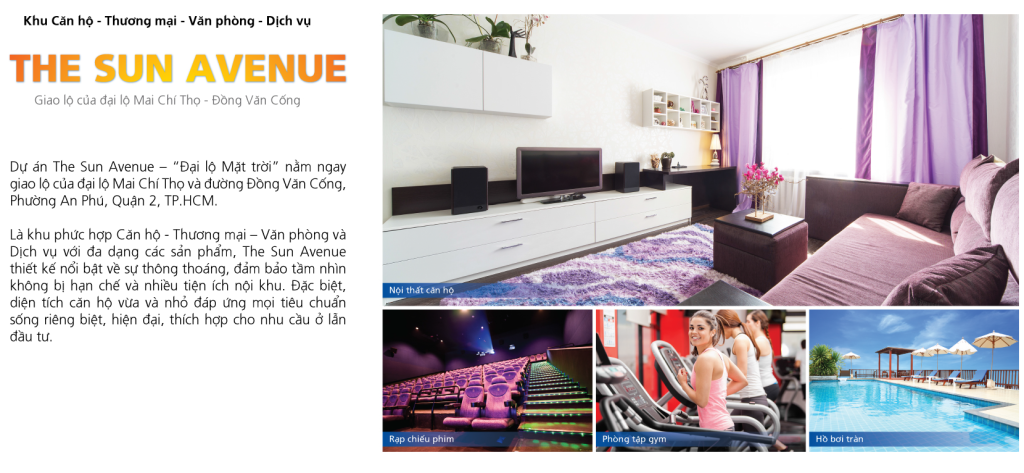 Khu Căn hộ - Thương mại - Văn phòng - Dịch vụ
THE SUN AVENUE
Giao lộ của đại lộ Mai Chí Thọ - Đồng Văn Cống
Dự án The Sun Avenue – “Đại lộ Mặt trời” nằm ngay
giao lộ của đại lộ Mai Chí Thọ và đường Đồng Văn Cống,
Phường An Phú, Quận 2, TP.HCM.
Là khu phức hợp Căn hộ - Thương mại – Văn phòng và
Dịch vụ với đa dạng các sản phẩm, The Sun Avenue
thiết kế nổi bật về sự thông thoáng, đảm bảo tầm nhìn
không bị hạn chế và nhiều tiện ích nội khu. Đặc biệt,
diện tích căn hộ vừa và nhỏ đáp ứng mọi tiêu chuẩn
sống riêng biệt, hiện đại, thích hợp cho nhu cầu ở lẫn
đầu tư.
Nội thất căn hộ
Rạp chiếu phim
Phòng tập gym
Hồ bơi tràn